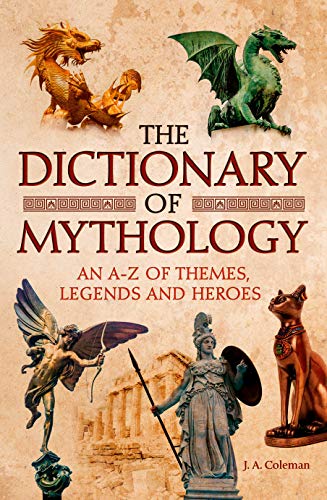 THE
DICTIONARY
OF
MYTHOLOGY
AN A-Z OF THEMES,
LEGENDS AND HEROES
J. A. Coleman